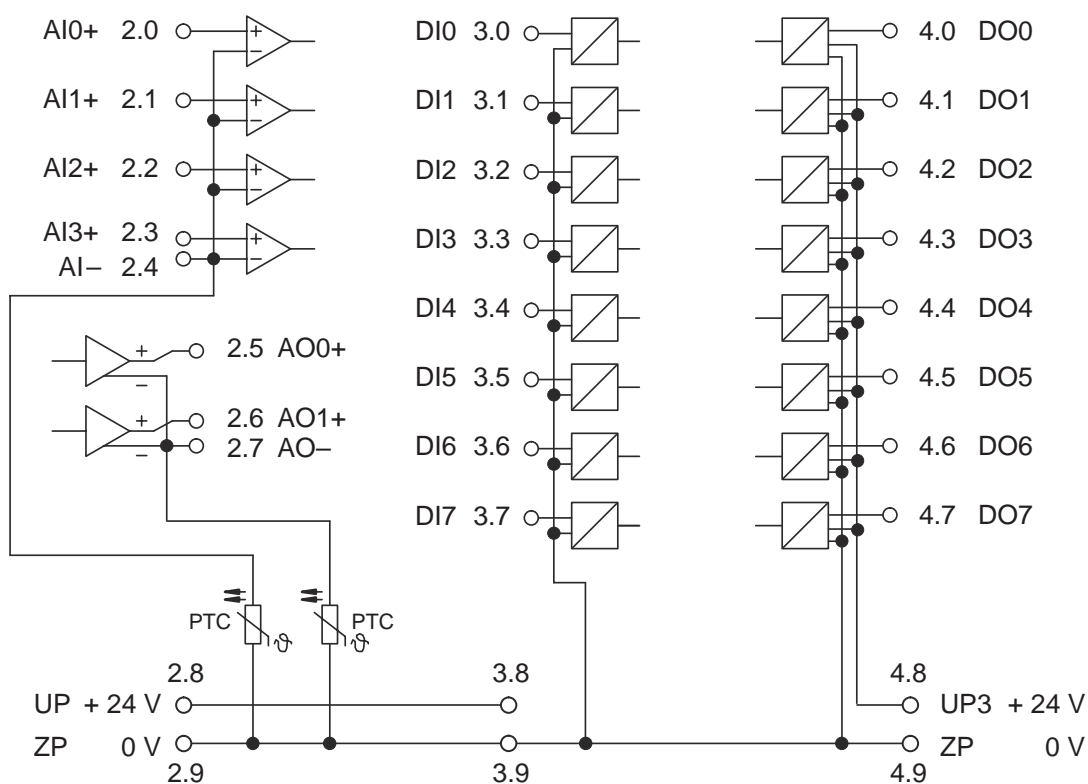 AI0+ 2.0 + −
DI0 3.0
4.0 DO0
AI1+ 2.1 + −
DI1 3.1
4.1 DO1
AI2+ 2.2 + −
DI2 3.2
4.2 DO2
AI3+ 2.3 +
AI− 2.4 −
DI3 3.3
4.3 DO3
DI4 3.4
4.4 DO4
+ − 2.5 AO0+
DI5 3.5
4.5 DO5
+ 2.6 AO1+
− 2.7 AO−
DI6 3.6
4.6 DO6
DI7 3.7
4.7 DO7
PTC ϑ
ϑ PTC
2.8 3.8 4.8
UP + 24 V
UP3 + 24 V
ZP 0 V
ZP 0 V
2.9 3.9 4.9